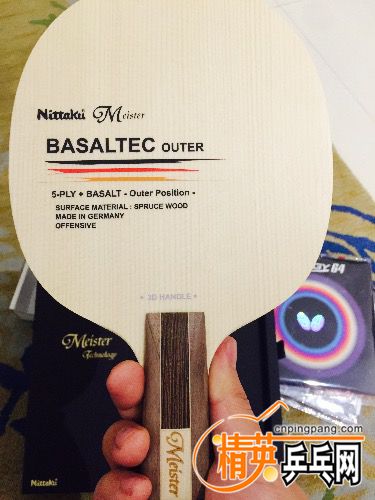 Nittaku Meister
BASALTEC OUTER
5-PLY + BASALT - Outer Position -
SURFACE MATERIAL : SPRUCE WOOD
MADE IN GERMANY
OFFENSIVE
64
• 3D HANDLE •
Meister
Technology
Meister
Nittaku
cnpingpang.com
精英乒乓网